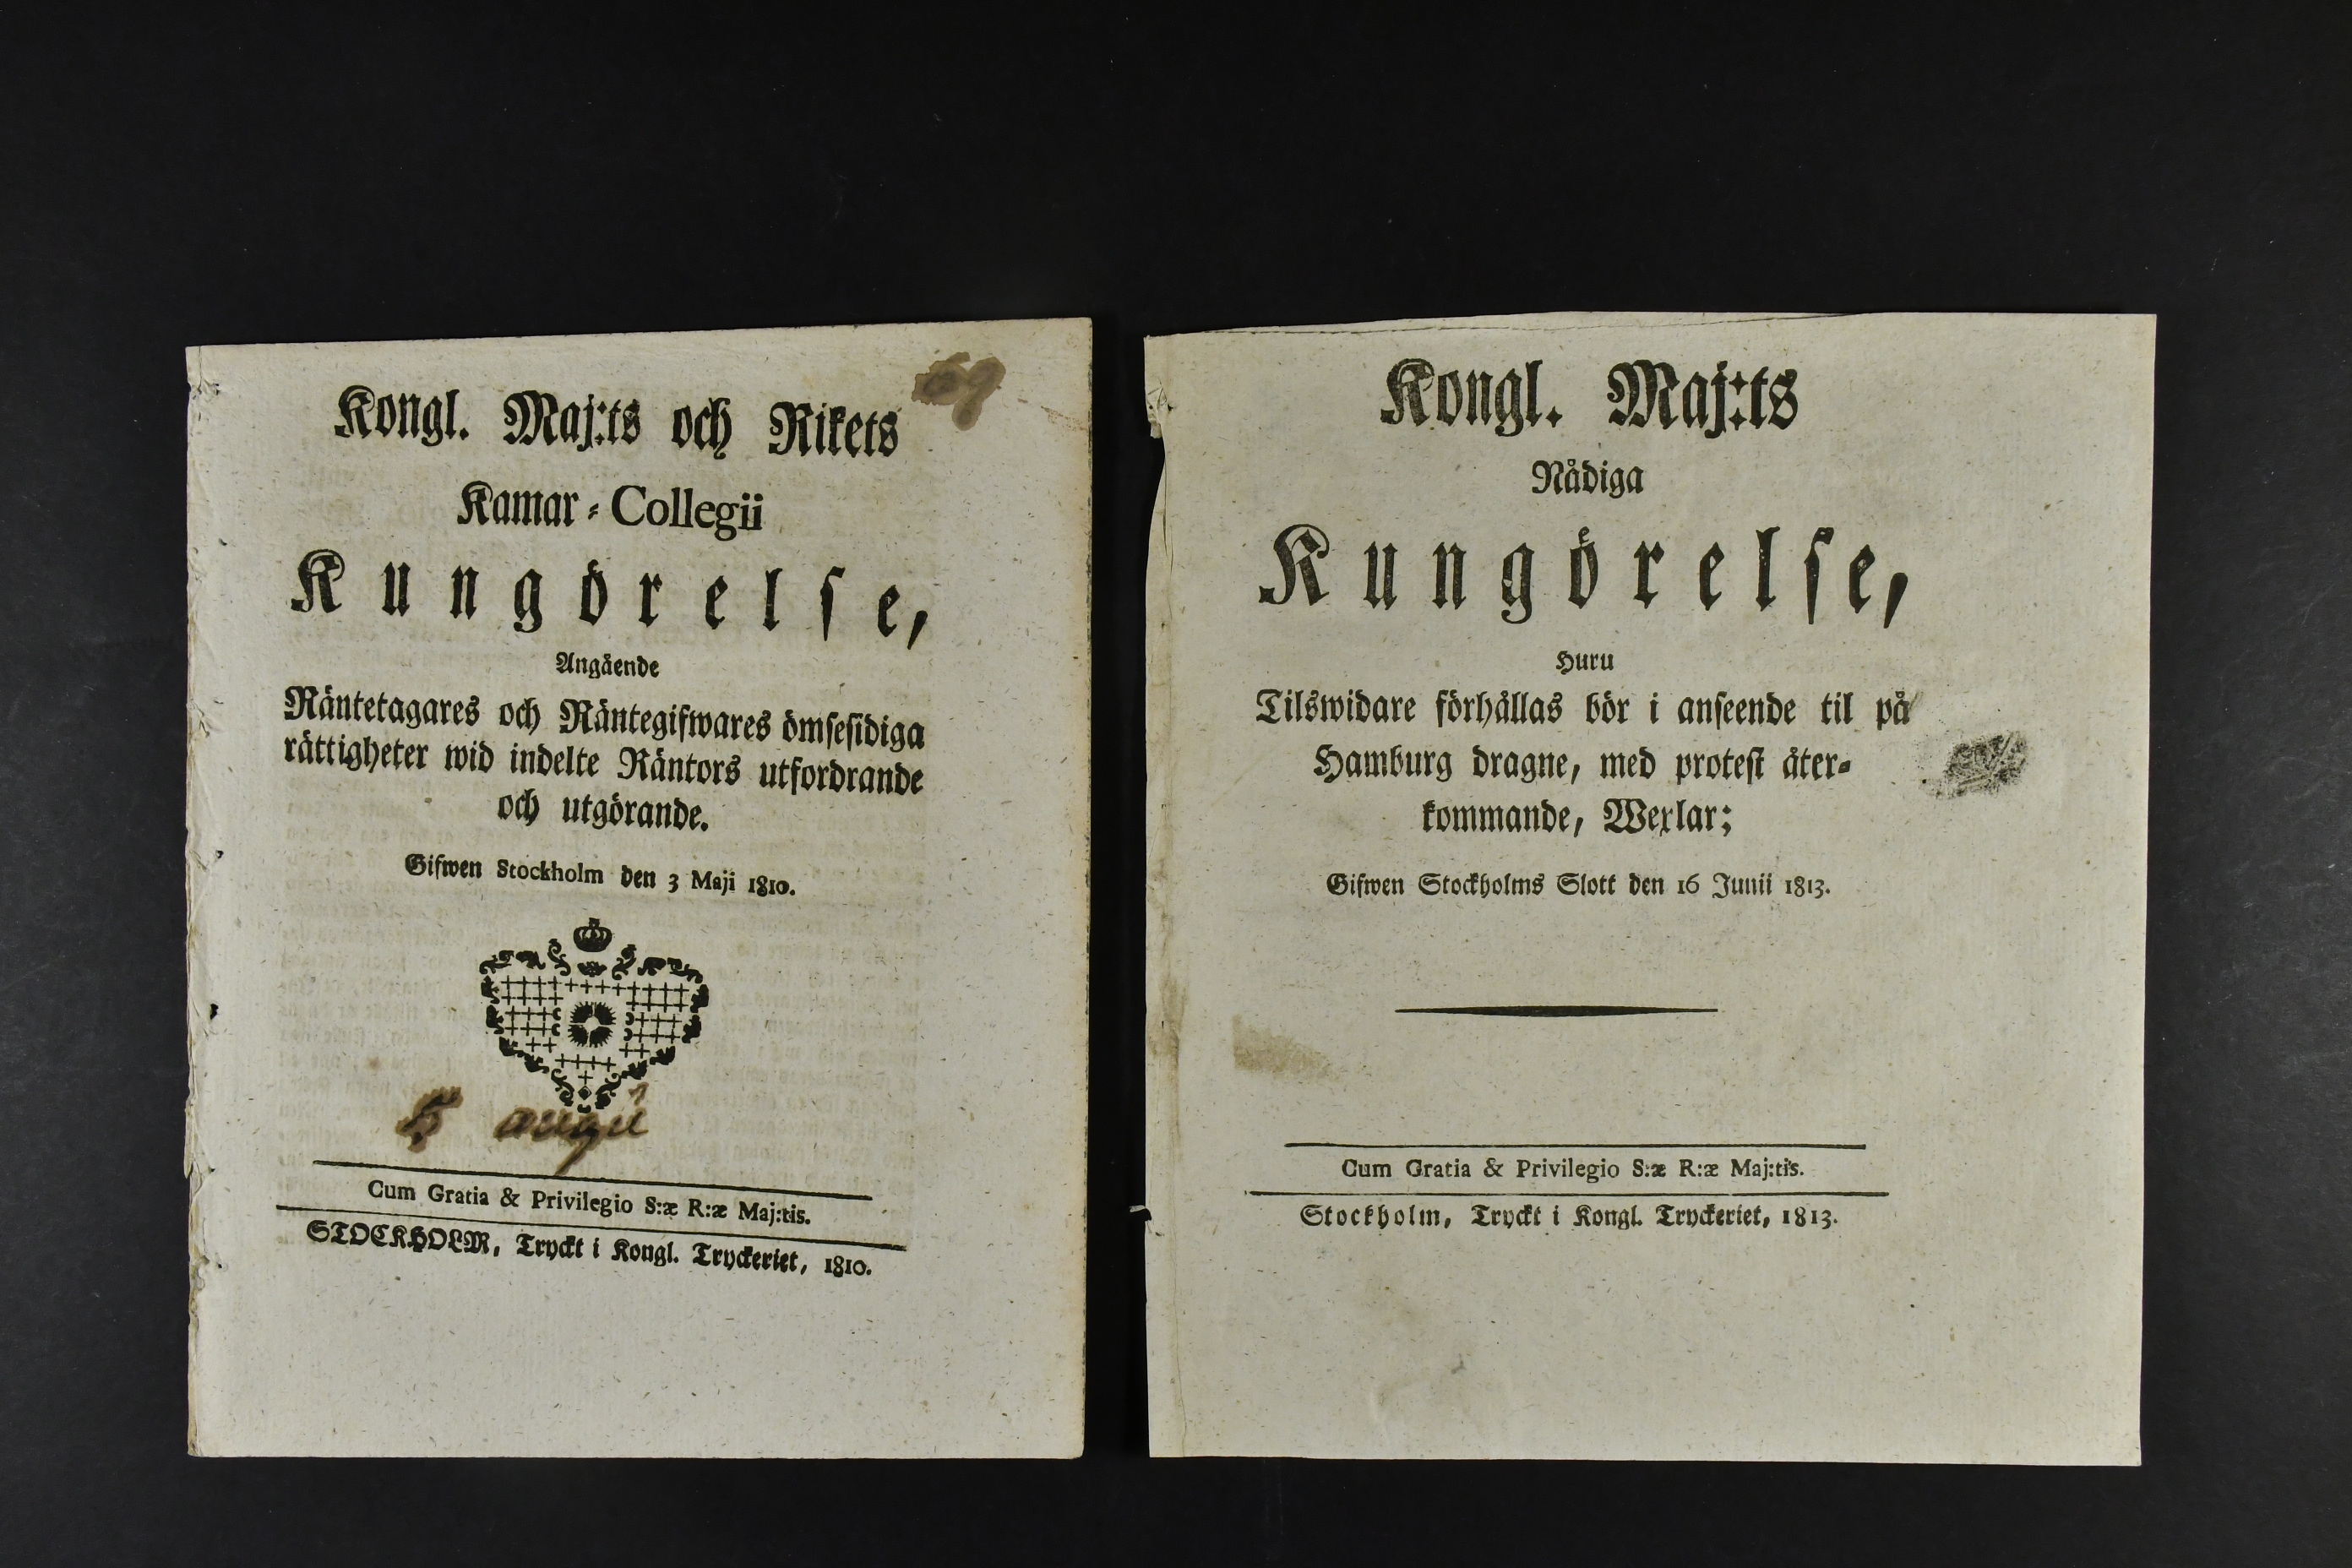 Kongl. Maj:ts och Rikets
Kamar-Collegii
Kungörelse,
Angående
Räntetagares och Räntegifwares ömsesidiga
rättigheter wid indelte Räntors utfordrande
och utgörande.
Gifwen Stockholm den 3 Maji 1810.
Cum Gratia & Privilegio S:æ R:æ Maj:tis.
STOCKHOLM, Tryckt i Kongl. Tryckeriet, 1810.
Kongl. Maj:ts
Nådiga
Kungörelse,
Huru
Tilswidare förhållas bör i anseende til på
Hamburg dragne, med protest åter-
kommande, Wexlar;
Gifwen Stockholms Slott den 16 Junii 1813.
Cum Gratia & Privilegio S:æ R:æ Maj:tis.
Stockholm, Tryckt i Kongl. Tryckeriet, 1813.